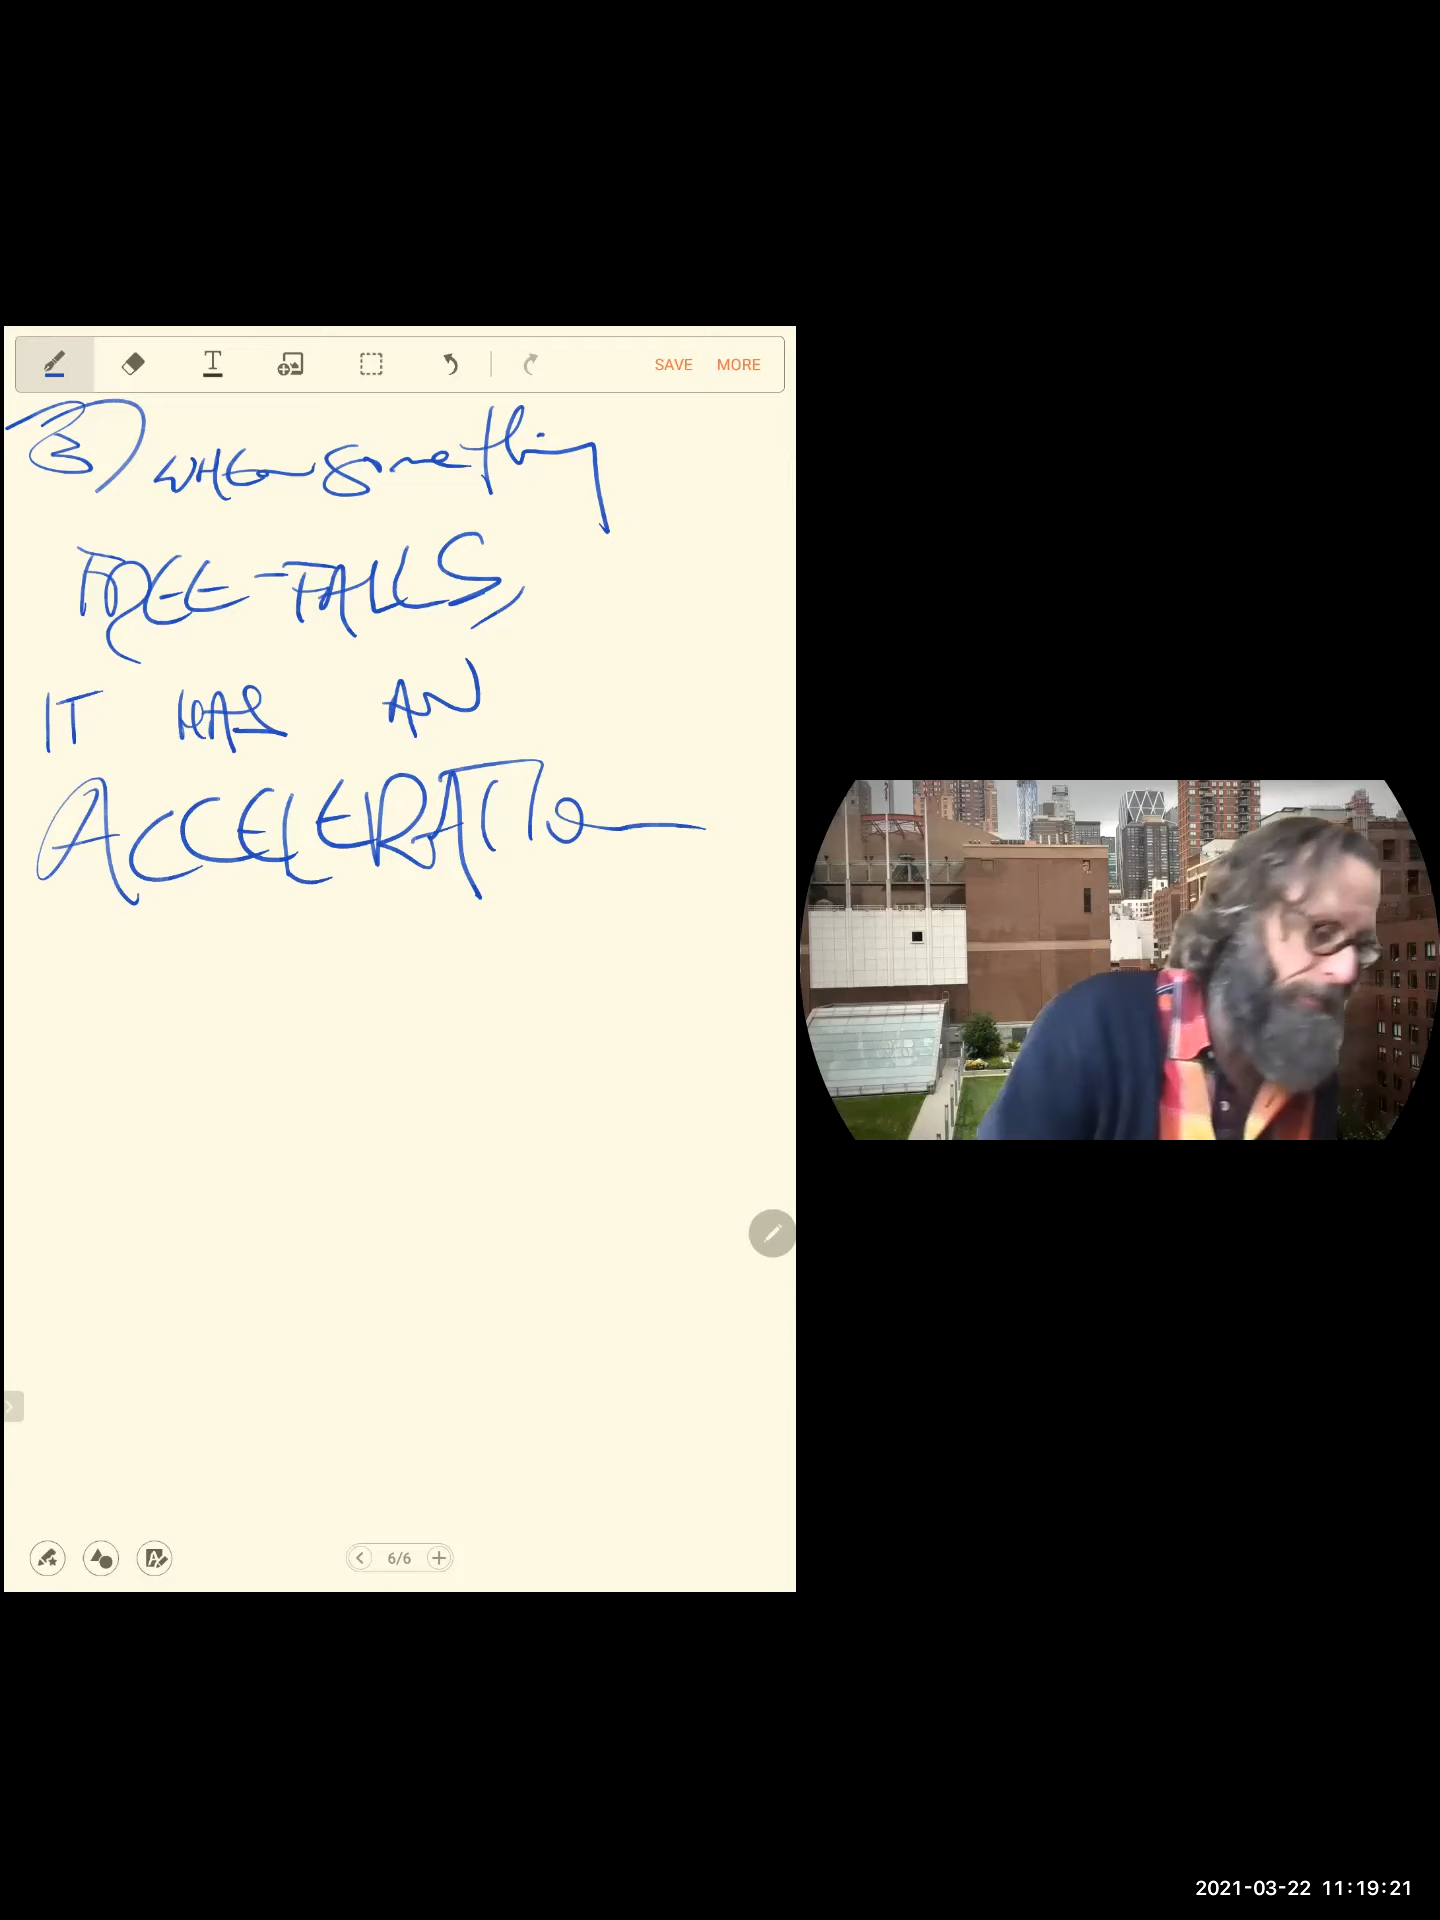 SAVE MORE
3) WHEN something
FREE-FALLS,
IT HAS AN
ACCELERATION
6/6
2021-03-22 11:19:21